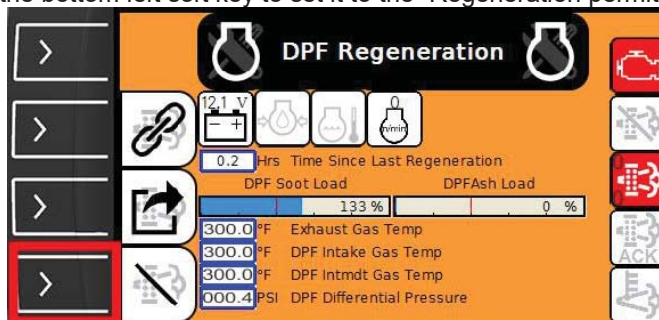 the bottom left soft key to set it to the "Regeneration permit
DPF Regeneration
12.1 V
0
n/min
0.2 Hrs Time Since Last Regeneration
DPF Soot Load DPFAsh Load
133 % 0 %
300.0 °F Exhaust Gas Temp
300.0 °F DPF Intake Gas Temp
300.0 °F DPF Intmdt Gas Temp
000.4 PSI DPF Differential Pressure
ACK